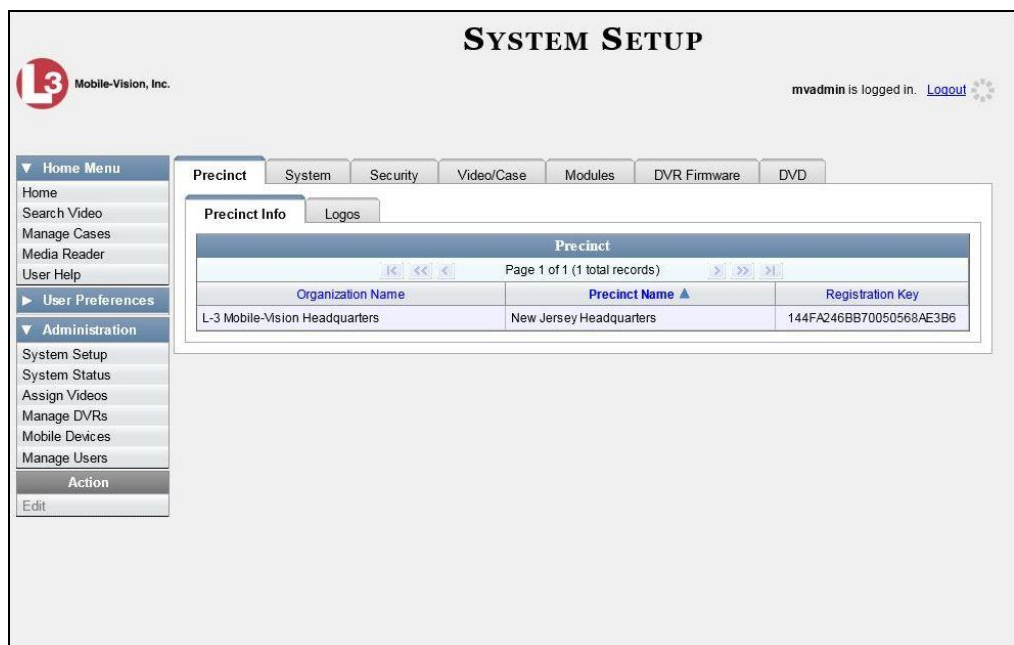 SYSTEM SETUP
L3 Mobile-Vision, Inc.
mvadmin is logged in. Logout
Home Menu
Home
Search Video
Manage Cases
Media Reader
User Help
User Preferences
Administration
System Setup
System Status
Assign Videos
Manage DVRs
Mobile Devices
Manage Users
Action
Edit
Precinct System Security Video/Case Modules DVR Firmware DVD
Precinct Info Logos
Precinct
|< << < Page 1 of 1 (1 total records) > >> >|
Organization Name Precinct Name Registration Key
L-3 Mobile-Vision Headquarters New Jersey Headquarters 144FA246BB70050568AE3B6